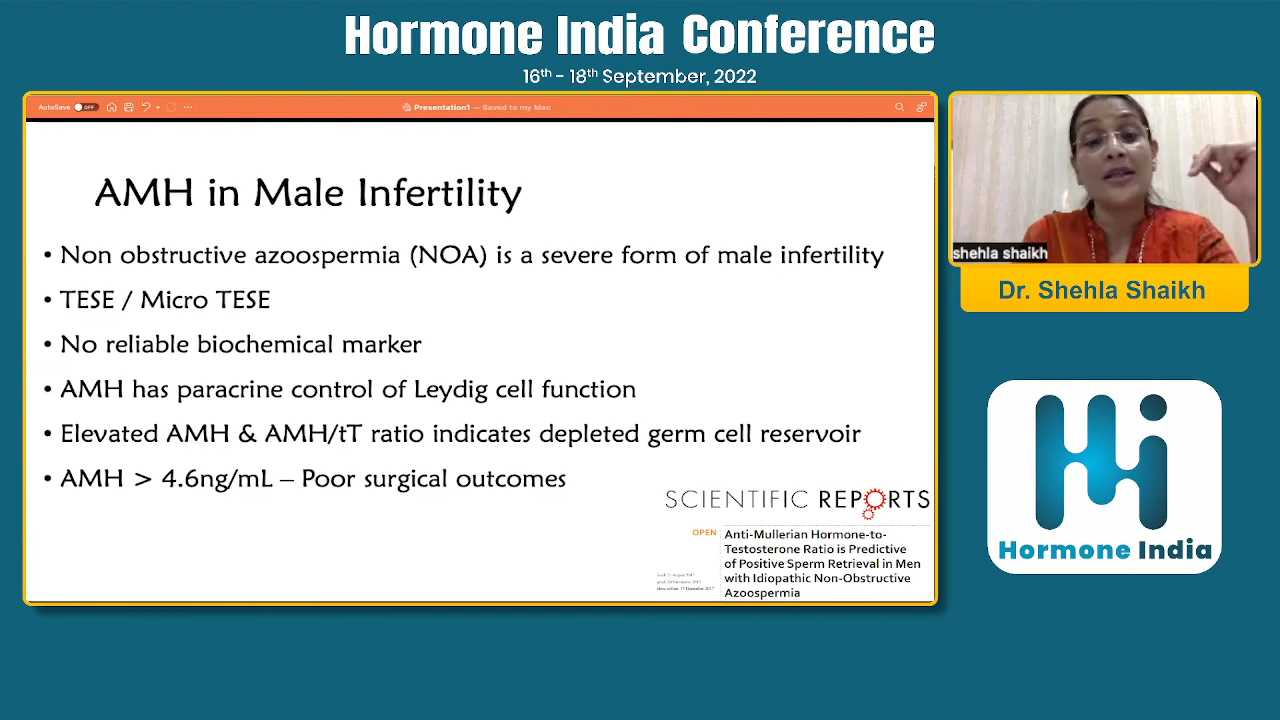 Hormone India Conference
16th - 18th September, 2022
AutoSave OFF
Presentation1 — Saved to my Mac
AMH in Male Infertility
• Non obstructive azoospermia (NOA) is a severe form of male infertility
• TESE / Micro TESE
• No reliable biochemical marker
• AMH has paracrine control of Leydig cell function
• Elevated AMH & AMH/tT ratio indicates depleted germ cell reservoir
• AMH > 4.6ng/mL – Poor surgical outcomes
SCIENTIFIC REPORTS
OPEN
Anti-Mullerian Hormone-to-
Testosterone Ratio is Predictive
of Positive Sperm Retrieval in Men
with Idiopathic Non-Obstructive
Azoospermia
shehla shaikh
Dr. Shehla Shaikh
Hormone India